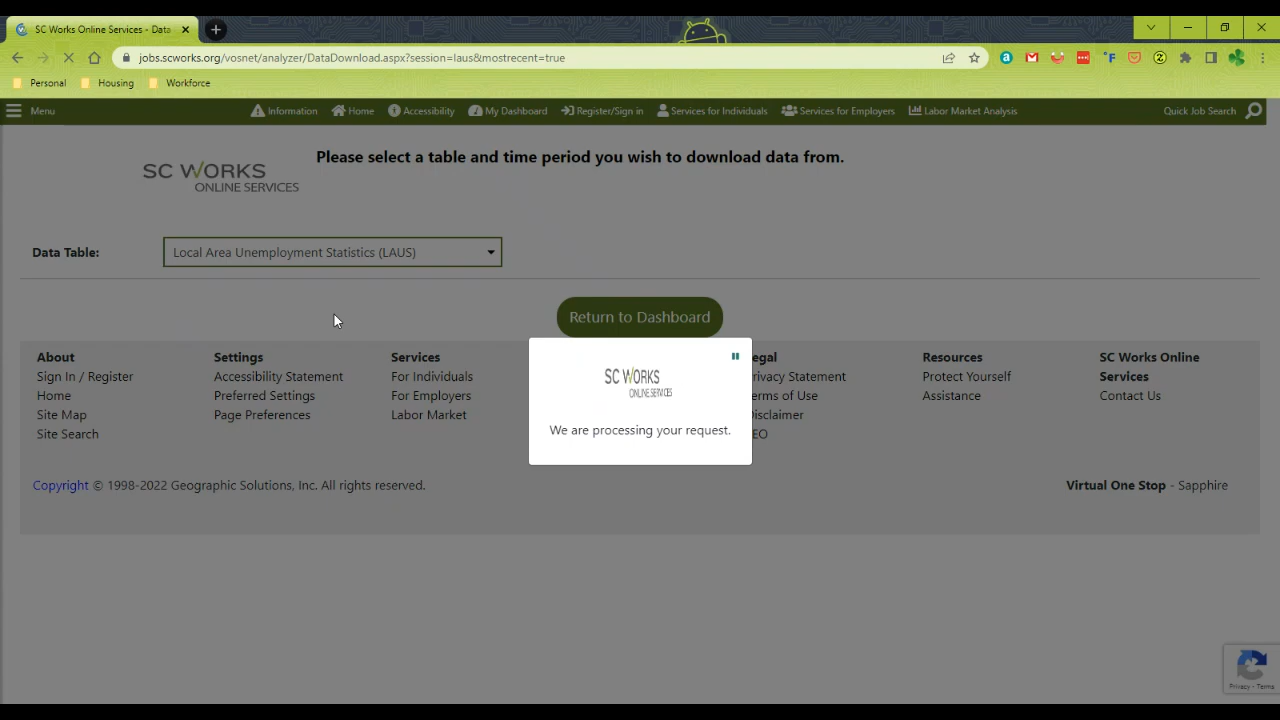 SC Works Online Services - Data
jobs.scworks.org/vosnet/analyzer/DataDownload.aspx?session=laus&mostrecent=true
Personal Housing Workforce
Menu Information Home Accessibility My Dashboard Register/Sign in Services for Individuals Services for Employers Labor Market Analysis Quick Job Search
SC WORKS
ONLINE SERVICES
Please select a table and time period you wish to download data from.
Data Table: Local Area Unemployment Statistics (LAUS)
Return to Dashboard
SC WORKS
ONLINE SERVICES
We are processing your request.
About
Sign In / Register
Home
Site Map
Site Search
Settings
Accessibility Statement
Preferred Settings
Page Preferences
Services
For Individuals
For Employers
Labor Market
egal
rivacy Statement
erms of Use
isclaimer
EO
Resources
Protect Yourself
Assistance
SC Works Online
Services
Contact Us
Copyright © 1998-2022 Geographic Solutions, Inc. All rights reserved.
Virtual One Stop - Sapphire
Privacy - Terms